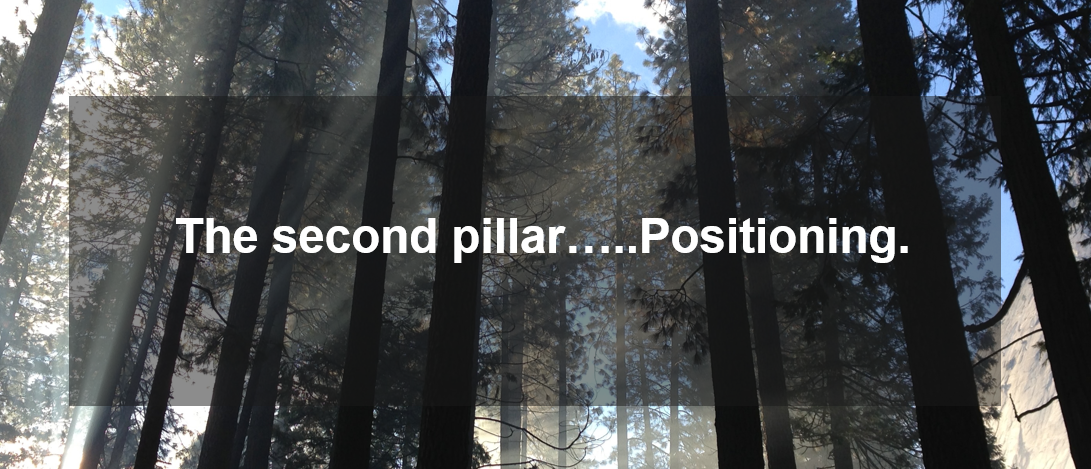 The second pillar…..Positioning.